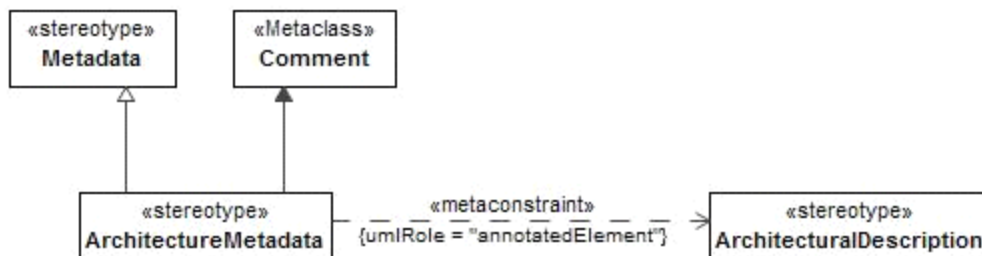 «stereotype»
Metadata
«Metaclass»
Comment
«stereotype»
ArchitectureMetadata
«metaconstraint»
{umlRole = "annotatedElement"}
«stereotype»
ArchitecturalDescription